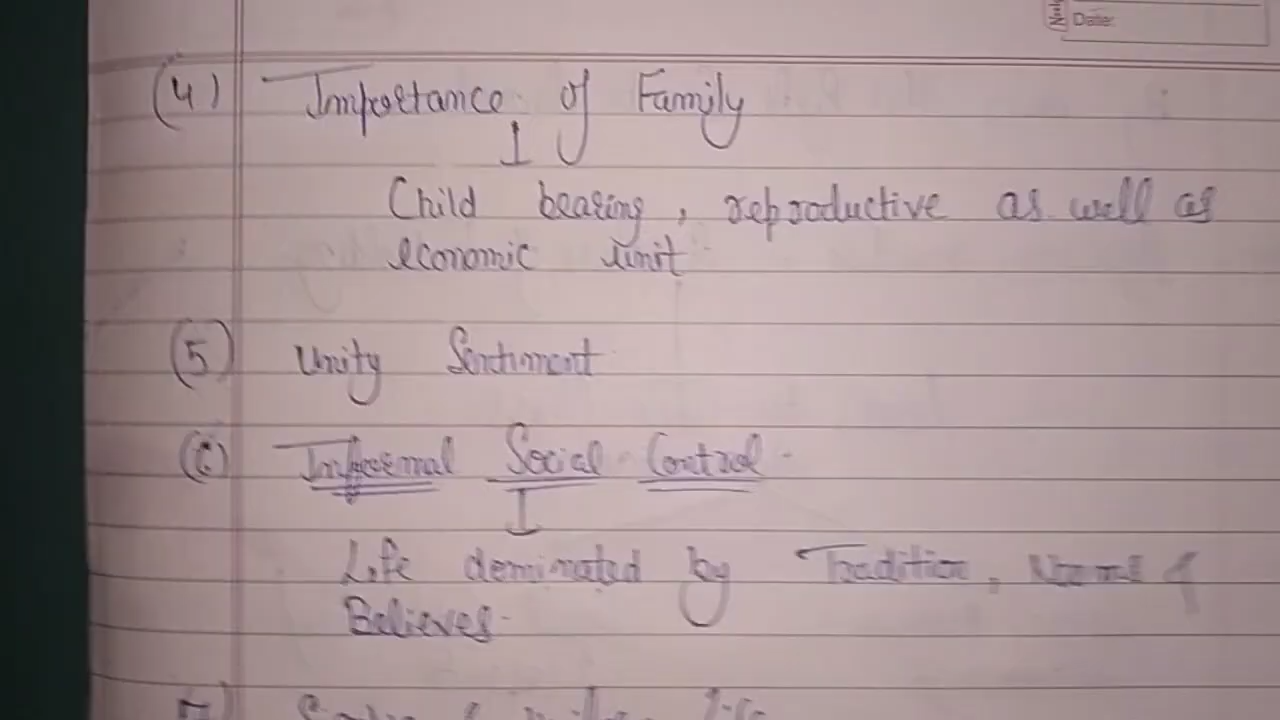 Date:
(4) Importance of Family
Child bearing, reproductive as well as
economic unit
(5) Unity Sentiment
(6) Informal Social Control.
Life dominated by Tradition, Norms &
Believes.
7)